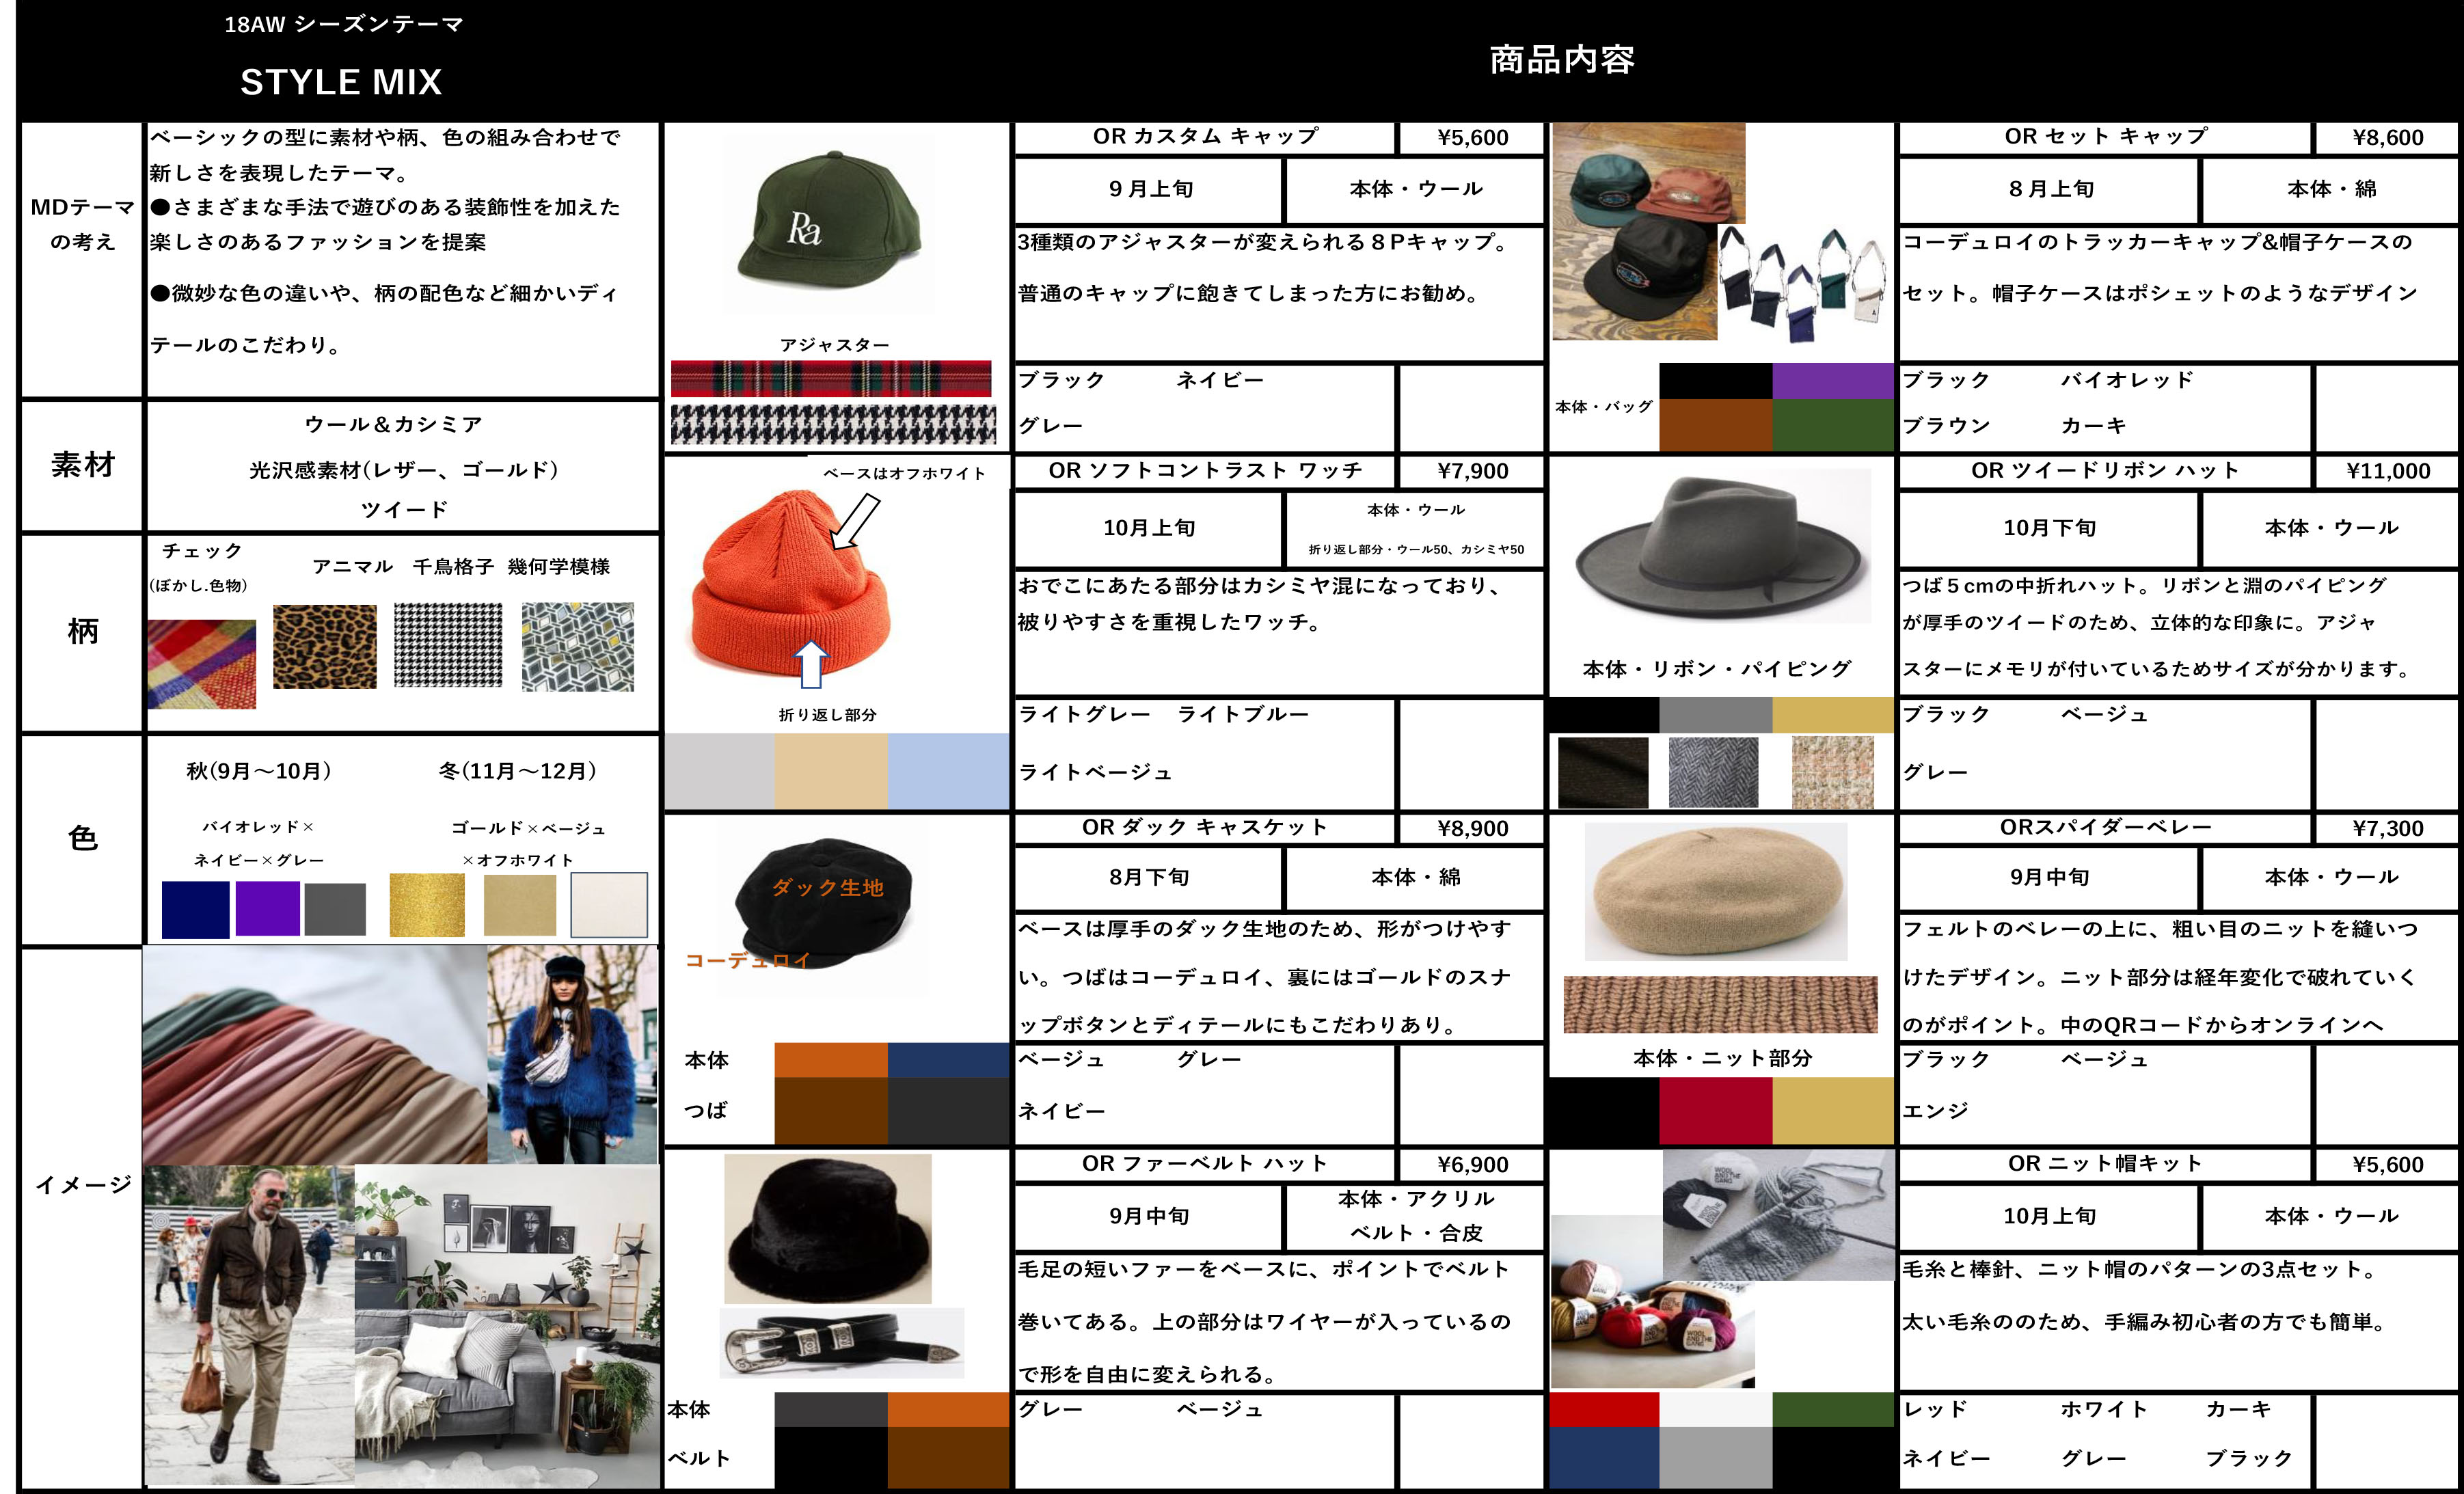 18AW シーズンテーマ
STYLE MIX
商品内容
MDテーマ
の考え
ベーシックの型に素材や柄、色の組み合わせで
新しさを表現したテーマ。
●さまざまな手法で遊びのある装飾性を加えた
楽しさのあるファッションを提案
●微妙な色の違いや、柄の配色など細かいディ
テールのこだわり。
素材
ウール＆カシミア
光沢感素材(レザー、ゴールド)
ツイード
柄
チェック
(ぼかし.色物)
アニマル　千鳥格子　幾何学模様
色
秋(9月〜10月)
冬(11月〜12月)
バイオレッド×
ネイビー×グレー
ゴールド×ベージュ
×オフホワイト
イメージ
Ra
アジャスター
OR カスタム キャップ
¥5,600
９月上旬
本体・ウール
3種類のアジャスターが変えられる８Pキャップ。
普通のキャップに飽きてしまった方にお勧め。
ブラック　ネイビー
グレー
ベースはオフホワイト
折り返し部分
OR ソフトコントラスト ワッチ
¥7,900
10月上旬
本体・ウール
折り返し部分・ウール50、カシミヤ50
おでこにあたる部分はカシミヤ混になっており、
被りやすさを重視したワッチ。
ライトグレー　ライトブルー
ライトベージュ
ダック生地
コーデュロイ
本体
つば
OR ダック キャスケット
¥8,900
8月下旬
本体・綿
ベースは厚手のダック生地のため、形がつけやす
い。つばはコーデュロイ、裏にはゴールドのスナ
ップボタンとディテールにもこだわりあり。
ベージュ　グレー
ネイビー
本体
ベルト
OR ファーベルト ハット
¥6,900
9月中旬
本体・アクリル
ベルト・合皮
毛足の短いファーをベースに、ポイントでベルト
巻いてある。上の部分はワイヤーが入っているの
で形を自由に変えられる。
グレー　ベージュ
本体・バッグ
OR セット キャップ
¥8,600
８月上旬
本体・綿
コーデュロイのトラッカーキャップ&帽子ケースの
セット。帽子ケースはポシェットのようなデザイン
ブラック　バイオレッド
ブラウン　カーキ
本体・リボン・パイピング
OR ツイードリボン ハット
¥11,000
10月下旬
本体・ウール
つば５cmの中折れハット。リボンと淵のパイピング
が厚手のツイードのため、立体的な印象に。アジャ
スターにメモリが付いているためサイズが分かります。
ブラック　ベージュ
グレー
本体・ニット部分
ORスパイダーベレー
¥7,300
9月中旬
本体・ウール
フェルトのベレーの上に、粗い目のニットを縫いつ
けたデザイン。ニット部分は経年変化で破れていく
のがポイント。中のQRコードからオンラインへ
ブラック　ベージュ
エンジ
WOOL
AND THE
GANG
OR ニット帽キット
¥5,600
10月上旬
本体・ウール
毛糸と棒針、ニット帽のパターンの3点セット。
太い毛糸ののため、手編み初心者の方でも簡単。
レッド　ホワイト　カーキ
ネイビー　グレー　ブラック